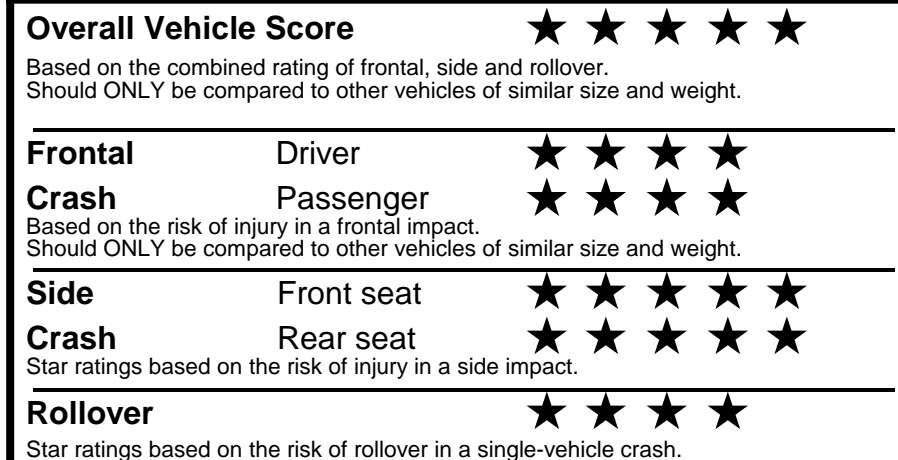 Overall Vehicle Score ★ ★ ★ ★ ★
Based on the combined rating of frontal, side and rollover.
Should ONLY be compared to other vehicles of similar size and weight.
Frontal Driver ★ ★ ★ ★
Crash Passenger ★ ★ ★ ★
Based on the risk of injury in a frontal impact.
Should ONLY be compared to other vehicles of similar size and weight.
Side Front seat ★ ★ ★ ★ ★
Crash Rear seat ★ ★ ★ ★ ★
Star ratings based on the risk of injury in a side impact.
Rollover ★ ★ ★ ★
Star ratings based on the risk of rollover in a single-vehicle crash.